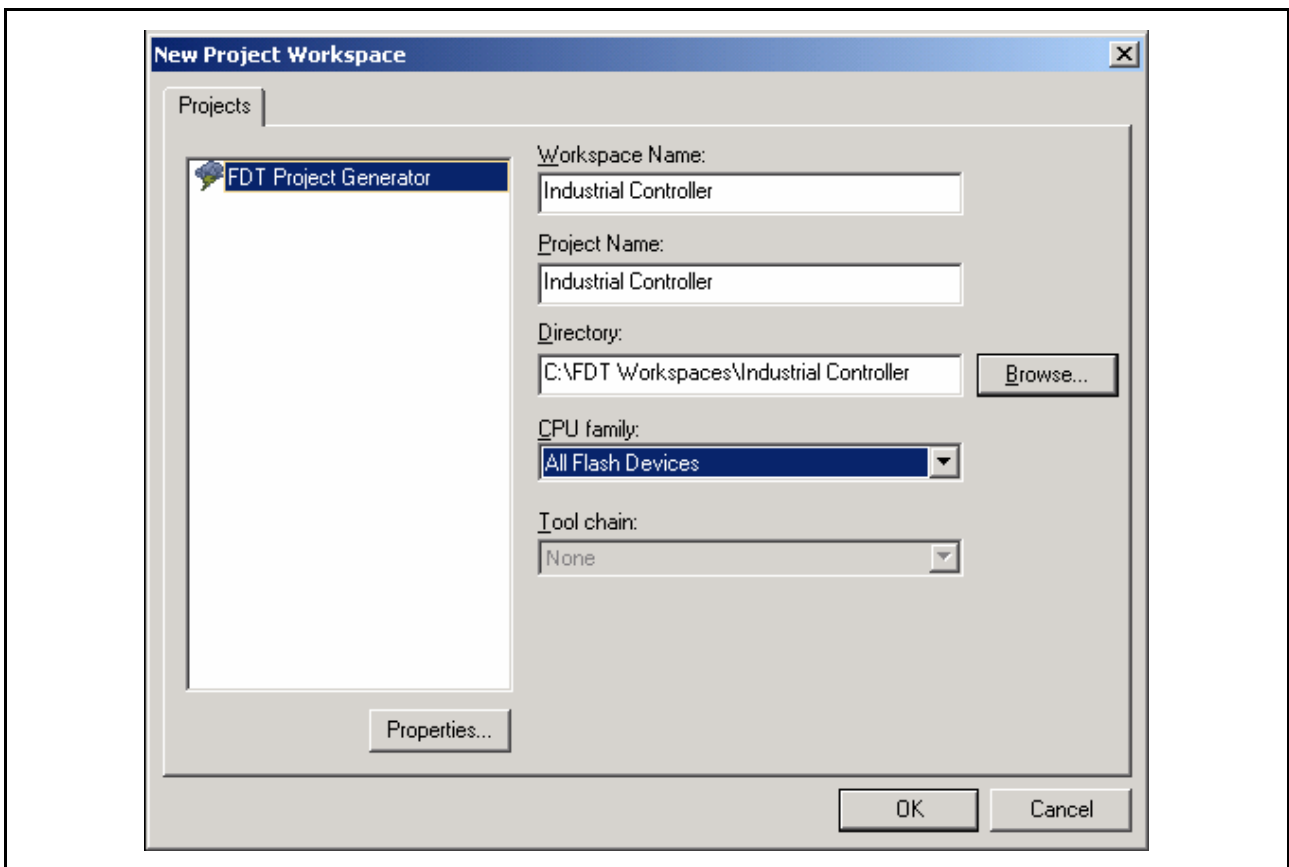 New Project Workspace
Projects
FDT Project Generator
Properties...
Workspace Name:
Industrial Controller
Project Name:
Industrial Controller
Directory:
C:\FDT Workspaces\Industrial Controller
Browse...
CPU family:
All Flash Devices
Tool chain:
None
OK
Cancel